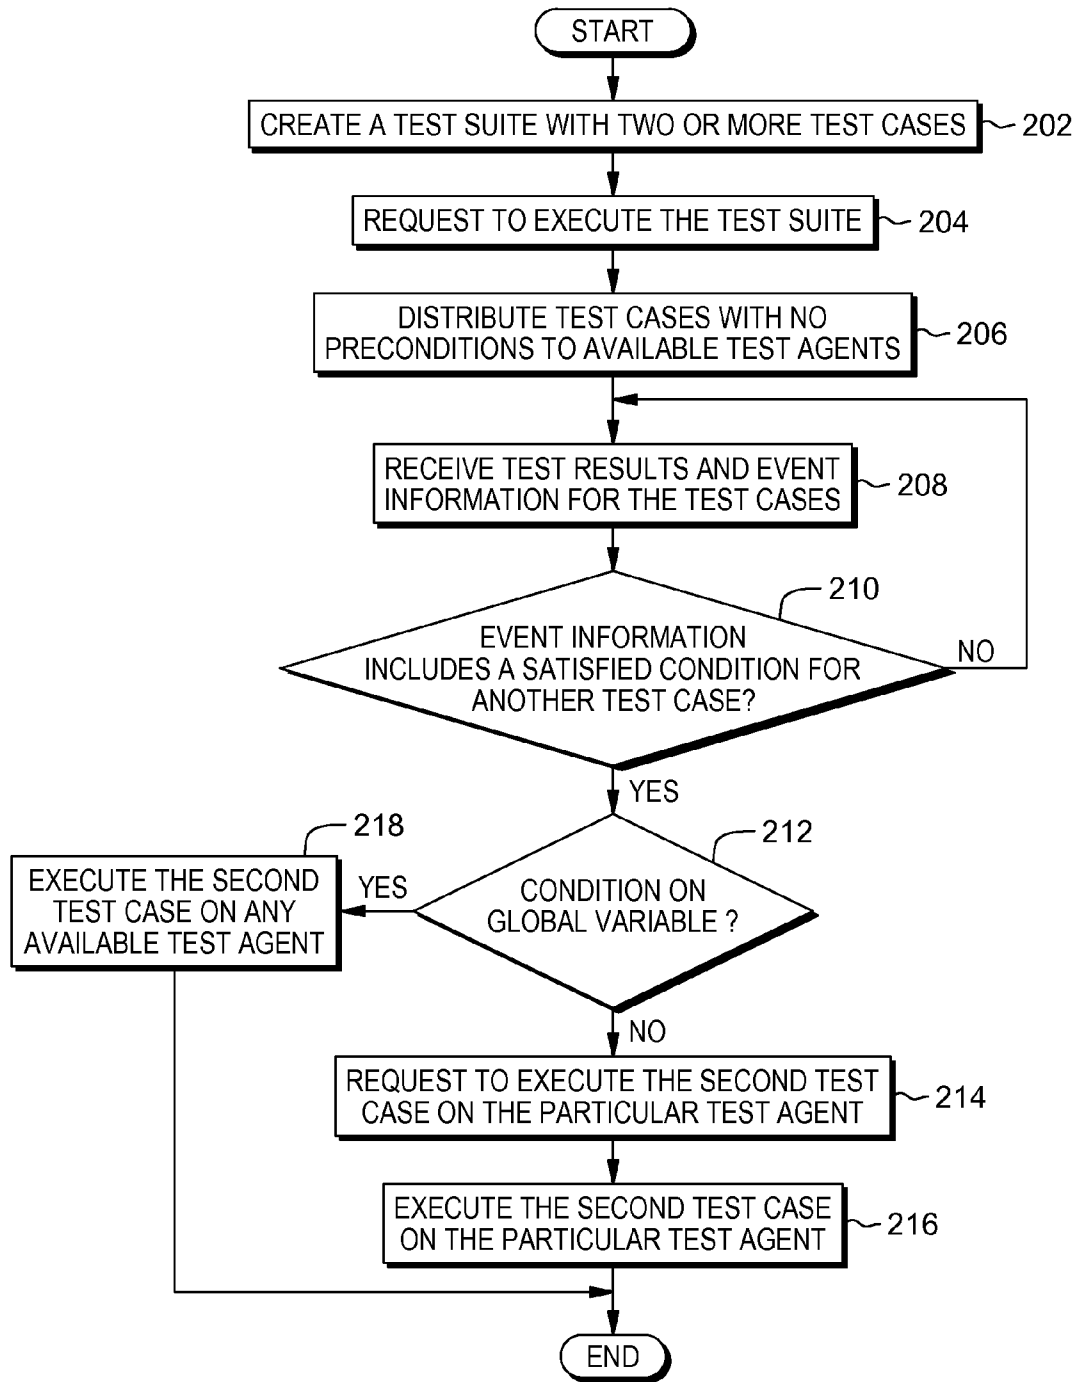 START
CREATE A TEST SUITE WITH TWO OR MORE TEST CASES
202
REQUEST TO EXECUTE THE TEST SUITE
204
DISTRIBUTE TEST CASES WITH NO
PRECONDITIONS TO AVAILABLE TEST AGENTS
206
RECEIVE TEST RESULTS AND EVENT
INFORMATION FOR THE TEST CASES
208
210
EVENT INFORMATION
INCLUDES A SATISFIED CONDITION FOR
ANOTHER TEST CASE?
NO
YES
212
CONDITION ON
GLOBAL VARIABLE ?
YES
218
EXECUTE THE SECOND
TEST CASE ON ANY
AVAILABLE TEST AGENT
NO
REQUEST TO EXECUTE THE SECOND TEST
CASE ON THE PARTICULAR TEST AGENT
214
EXECUTE THE SECOND TEST CASE
ON THE PARTICULAR TEST AGENT
216
END